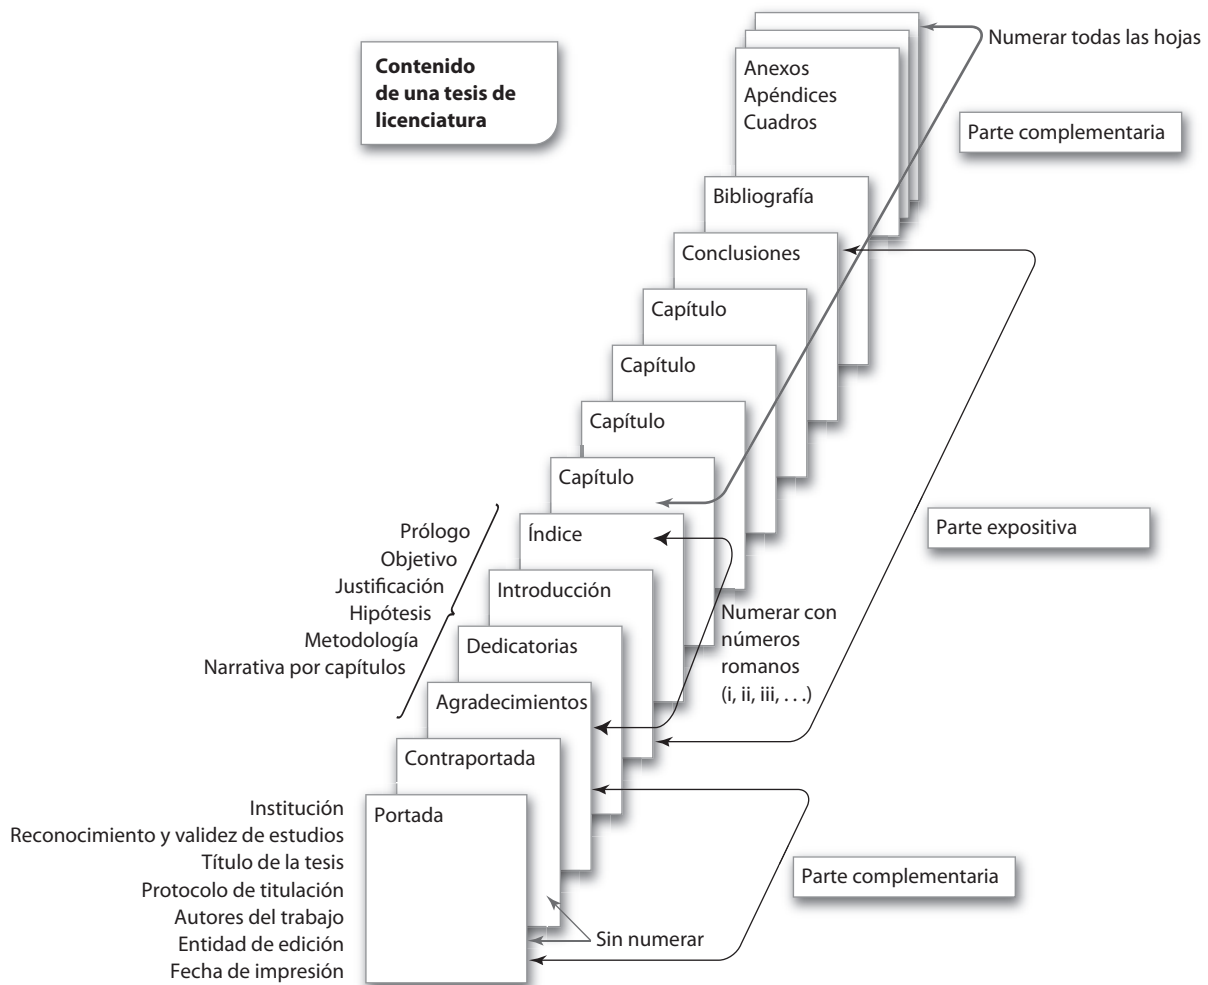 Contenido
de una tesis de
licenciatura
Numerar todas las hojas
Anexos
Apéndices
Cuadros
Parte complementaria
Bibliografía
Conclusiones
Capítulo
Capítulo
Capítulo
Capítulo
Índice
Parte expositiva
Prólogo
Objetivo
Justificación
Hipótesis
Metodología
Narrativa por capítulos
Introducción
Numerar con
números
romanos
(i, ii, iii, . . .)
Dedicatorias
Agradecimientos
Contraportada
Portada
Institución
Reconocimiento y validez de estudios
Título de la tesis
Protocolo de titulación
Autores del trabajo
Entidad de edición
Fecha de impresión
Parte complementaria
Sin numerar